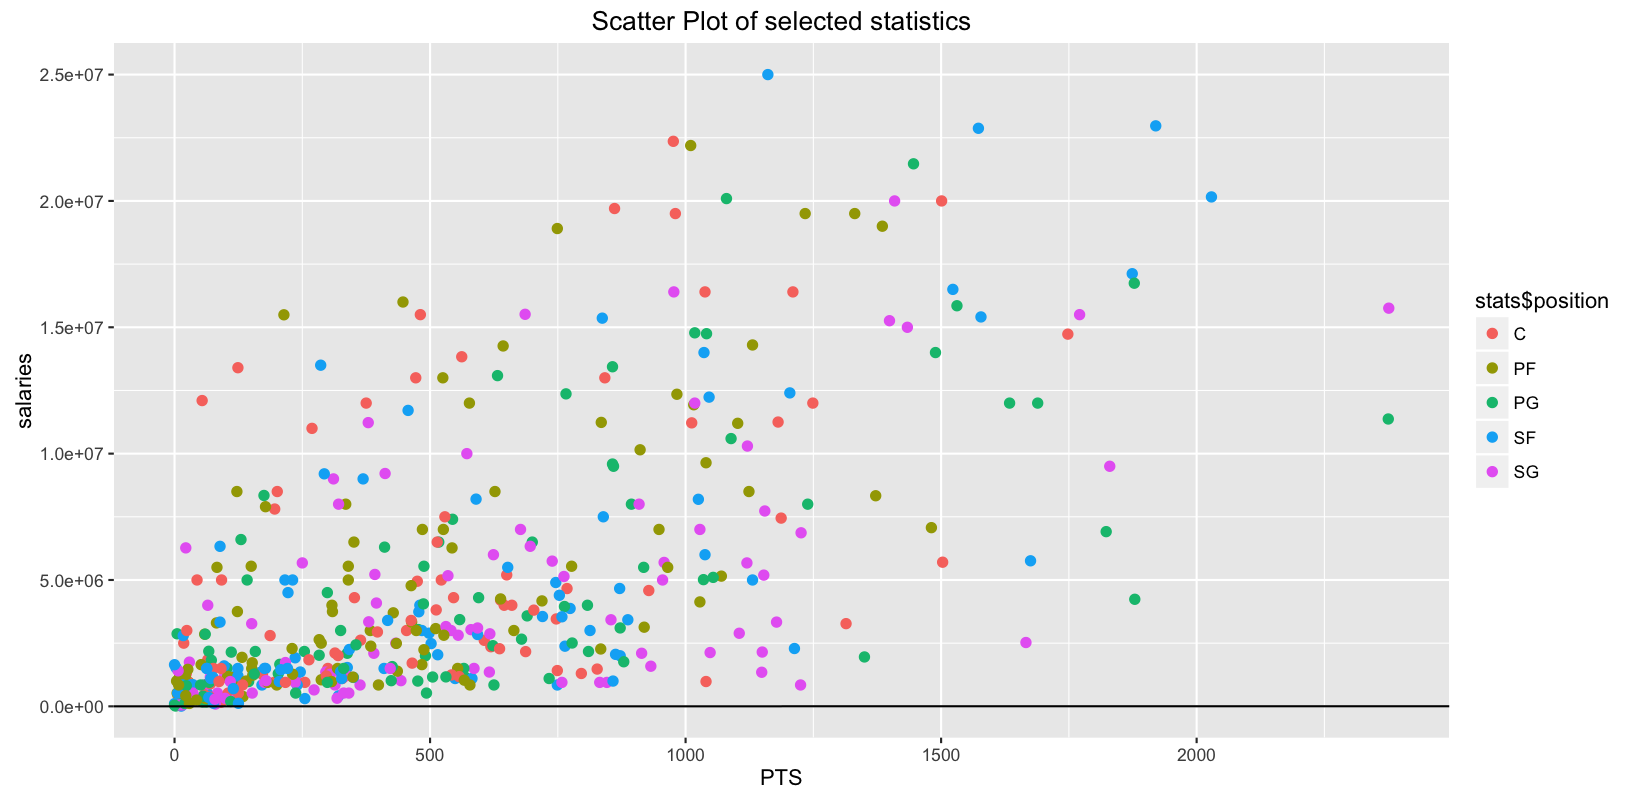 Scatter Plot of selected statistics
2.5e+07
2.0e+07
1.5e+07
1.0e+07
5.0e+06
0.0e+00
salaries
0 500 1000 1500 2000
PTS
stats$position
C
PF
PG
SF
SG